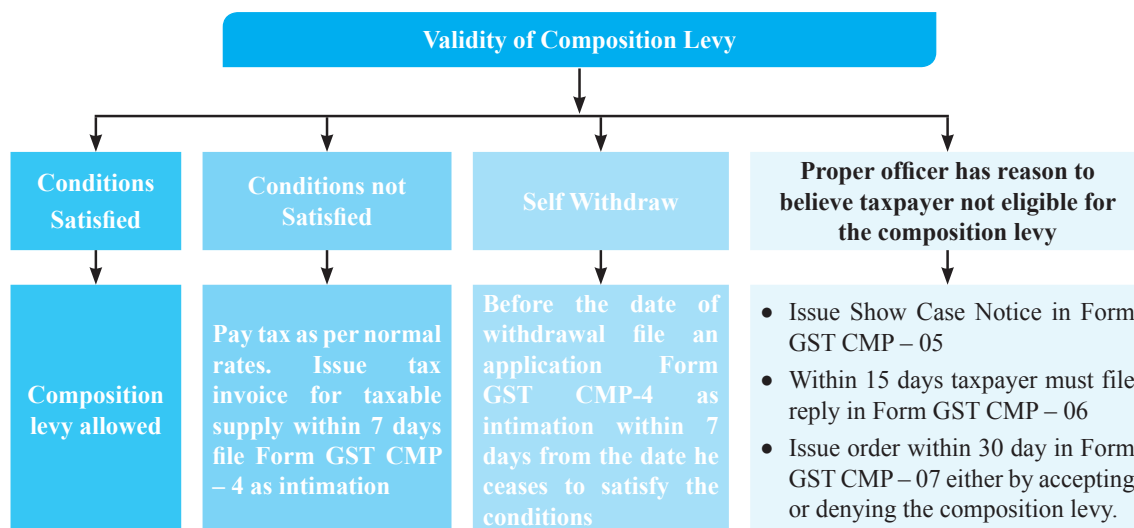 Validity of Composition Levy
Conditions
Satisfied
Conditions not
Satisfied
Self Withdraw
Proper officer has reason to
believe taxpayer not eligible for
the composition levy
Composition
levy allowed
Pay tax as per normal
rates. Issue tax
invoice for taxable
supply within 7 days
file Form GST CMP
– 4 as intimation
Before the date of
withdrawal file an
application Form
GST CMP-4 as
intimation within 7
days from the date he
ceases to satisfy the
conditions
● Issue Show Case Notice in Form
GST CMP – 05
● Within 15 days taxpayer must file
reply in Form GST CMP – 06
● Issue order within 30 day in Form
GST CMP – 07 either by accepting
or denying the composition levy.